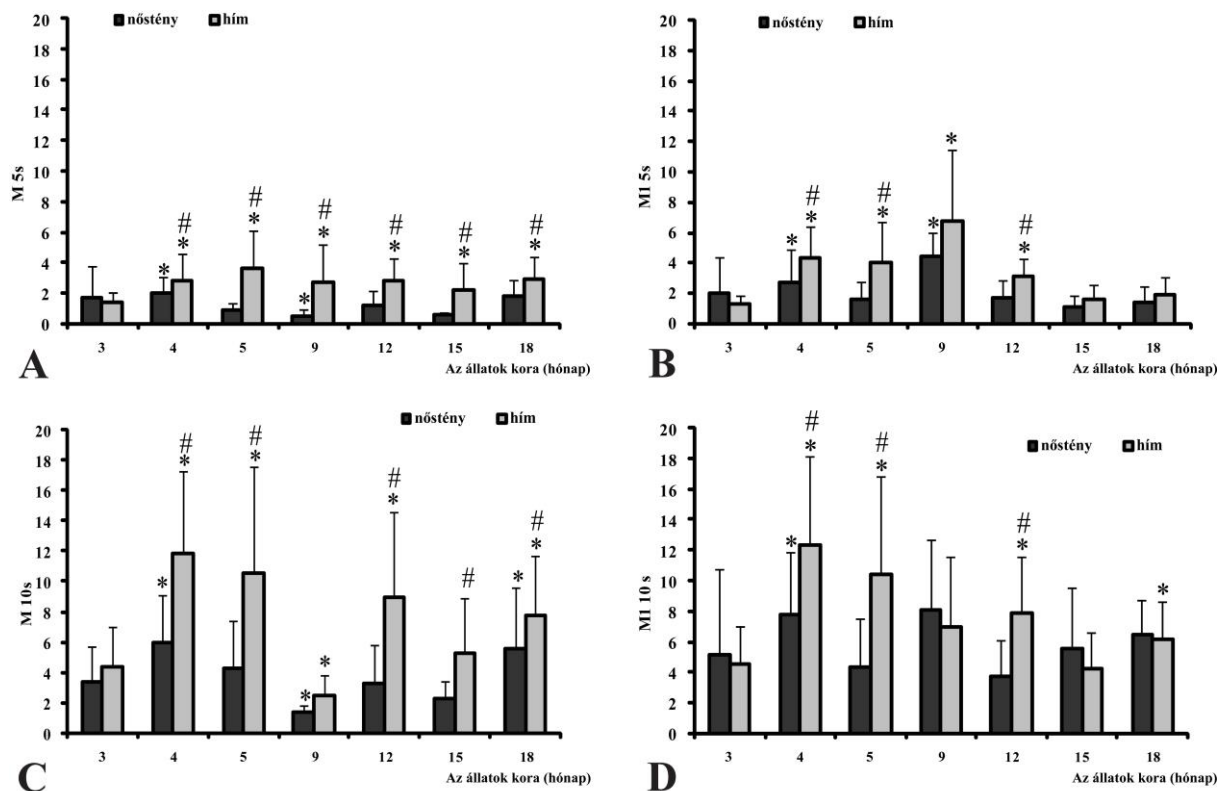 nőstény hím
20
18
16
14
12
10
8
6
4
2
0
M 5s
* # * # * * # * # * # * # *
3 4 5 9 12 15 18
Az állatok kora (hónap)
A
nőstény hím
20
18
16
14
12
10
8
6
4
2
0
M1 5s
* # * # * * * # *
3 4 5 9 12 15 18
Az állatok kora (hónap)
B
nőstény hím
20
18
16
14
12
10
8
6
4
2
0
M 10s
* # * # * * * # * # * # *
3 4 5 9 12 15 18
Az állatok kora (hónap)
C
nőstény hím
20
18
16
14
12
10
8
6
4
2
0
M1 10 s
* # * # * # * *
3 4 5 9 12 15 18
Az állatok kora (hónap)
D